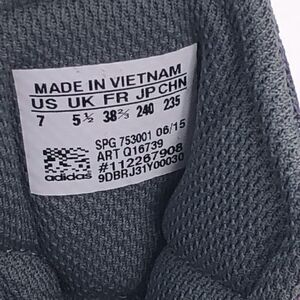 MADE IN VIETNAM
US UK FR JP CHN
7 5½ 38⅔ 240 235
SPG 753001 06/15
ART Q16739
#112267908
adidas 9DBRJ31Y00030